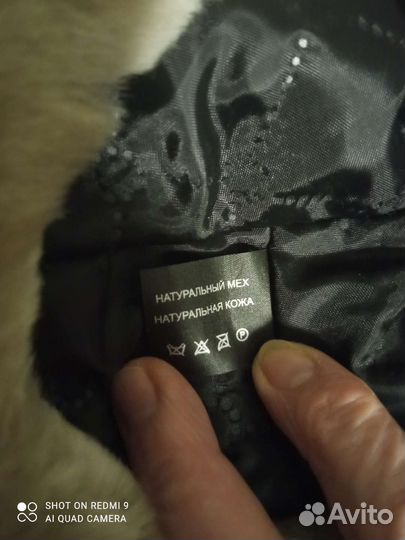 НАТУРАЛЬНЫЙ МЕХ
НАТУРАЛЬНАЯ КОЖА
P
SHOT ON REDMI 9
AI QUAD CAMERA
Avito